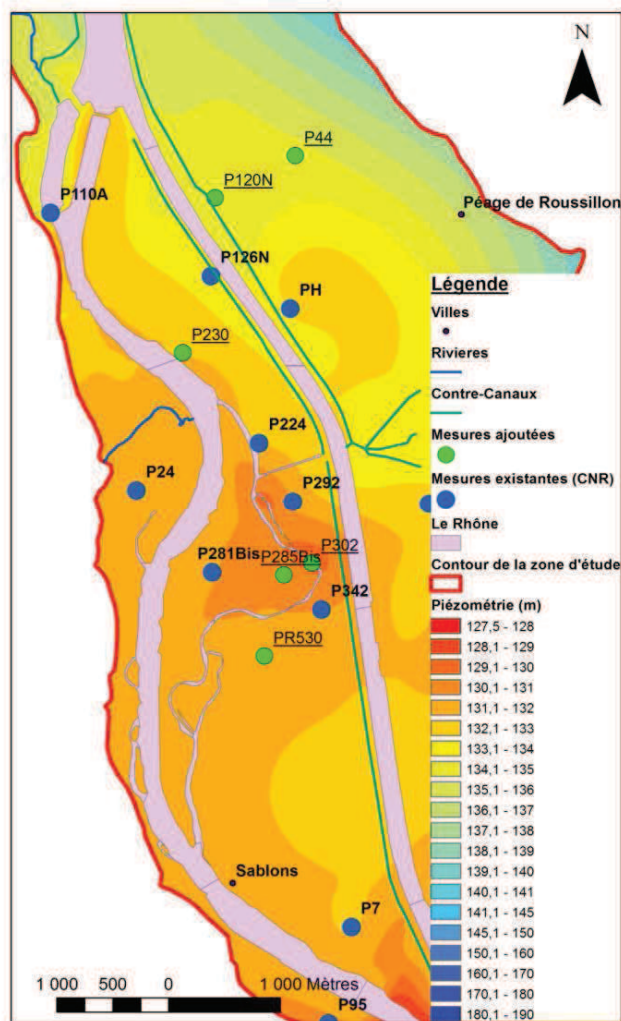 N
P44
P120N
P110A
Péage de Roussillon
P126N
PH
P230
P224
P24
P292
P302
P281Bis
P285Bis
P342
PR530
Sablons
P7
P95
1 000 500 0 1 000 Mètres
Légende
Villes
Rivieres
Contre-Canaux
Mesures ajoutées
Mesures existantes (CNR)
Le Rhône
Contour de la zone d'étude
Piézométrie (m)
127,5 - 128
128,1 - 129
129,1 - 130
130,1 - 131
131,1 - 132
132,1 - 133
133,1 - 134
134,1 - 135
135,1 - 136
136,1 - 137
137,1 - 138
138,1 - 139
139,1 - 140
140,1 - 141
141,1 - 145
145,1 - 150
150,1 - 160
160,1 - 170
170,1 - 180
180,1 - 190